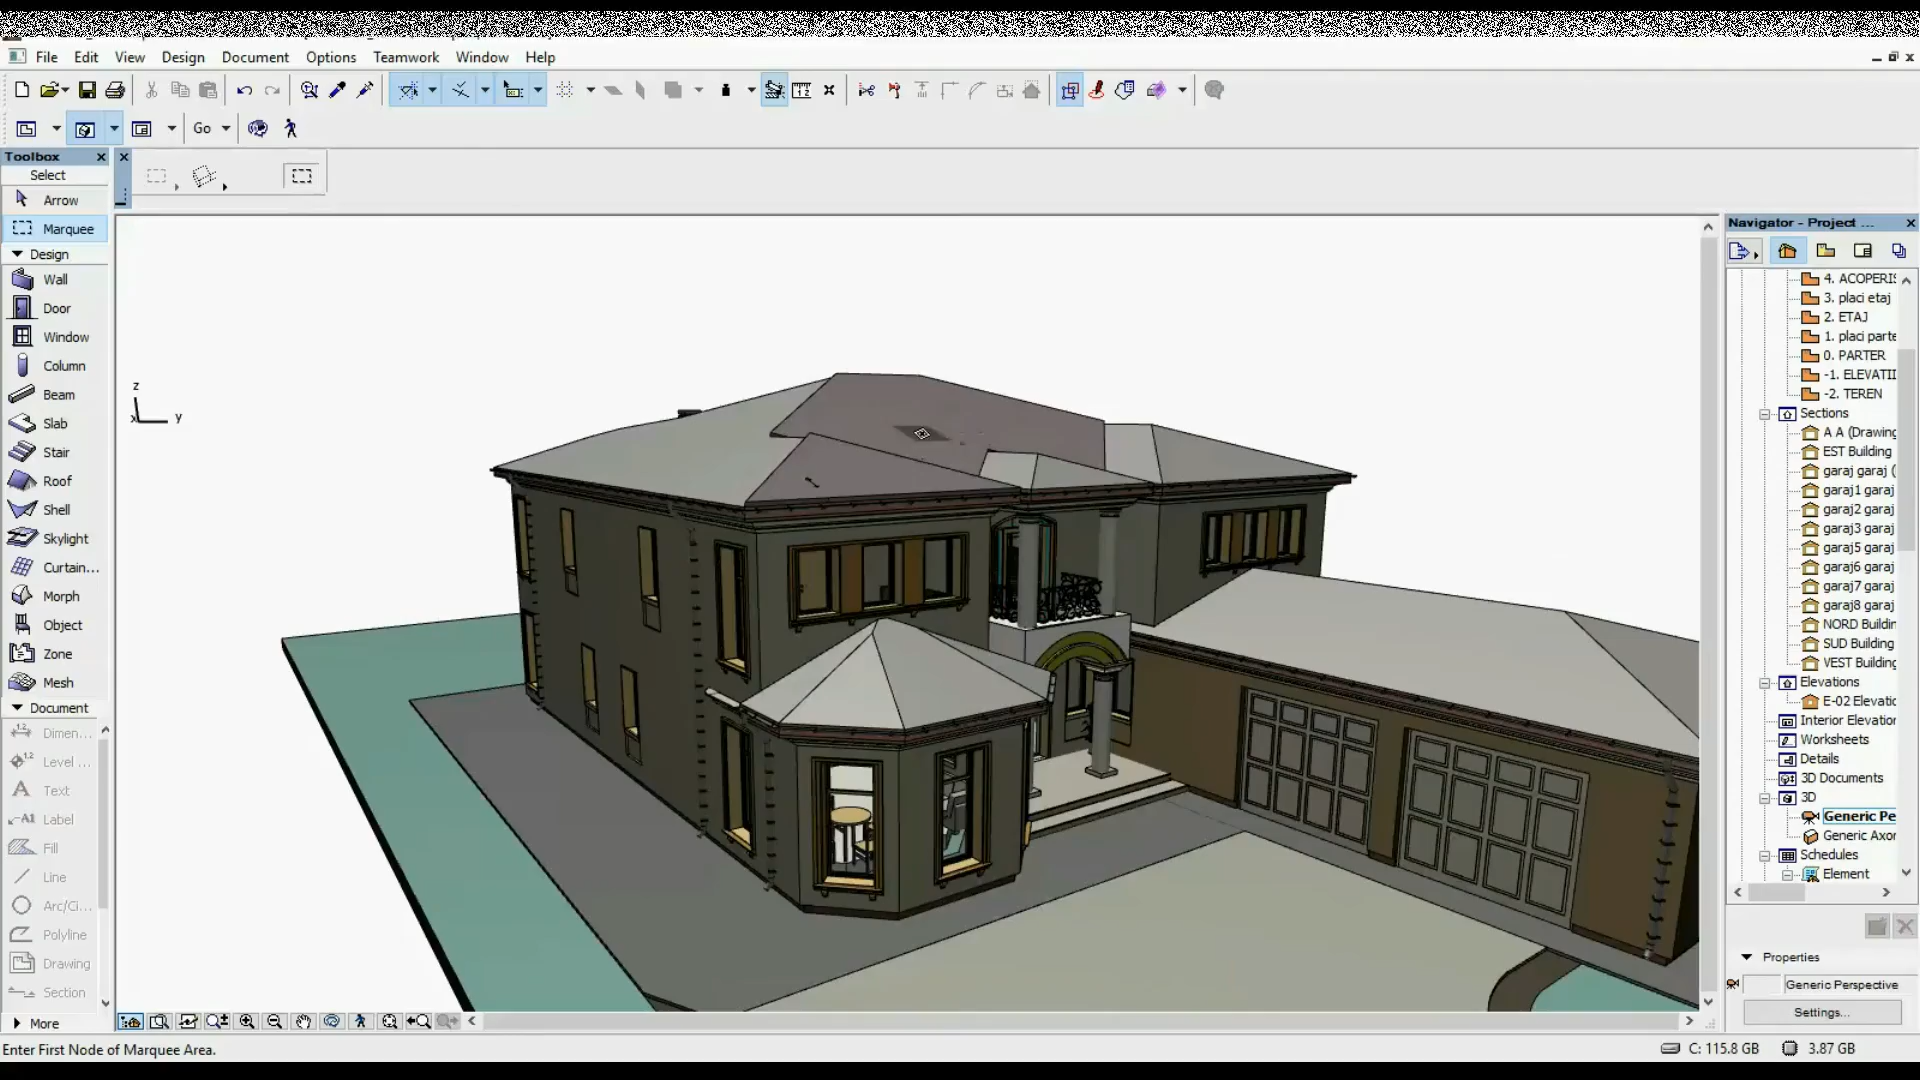 File Edit View Design Document Options Teamwork Window Help
Go
Toolbox
Select
Arrow
Marquee
Design
Wall
Door
Window
Column
Beam
Slab
Stair
Roof
Shell
Skylight
Curtain...
Morph
Object
Zone
Mesh
Document
Dimen...
Level ...
Text
Label
Fill
Line
Arc/Ci...
Polyline
Drawing
Section
More
z
x
y
Navigator - Project ...
4. ACOPERIS
3. placi etaj
2. ETAJ
1. placi parte
0. PARTER
-1. ELEVATII
-2. TEREN
Sections
A A (Drawing
EST Building
garaj garaj (
garaj1 garaj
garaj2 garaj
garaj3 garaj
garaj5 garaj
garaj6 garaj
garaj7 garaj
garaj8 garaj
NORD Buildin
SUD Building
VEST Building
Elevations
E-02 Elevatic
Interior Elevation
Worksheets
Details
3D Documents
3D
Generic Pe
Generic Axor
Schedules
Element
Properties
Generic Perspective
Settings...
Enter First Node of Marquee Area.
C: 115.8 GB 3.87 GB